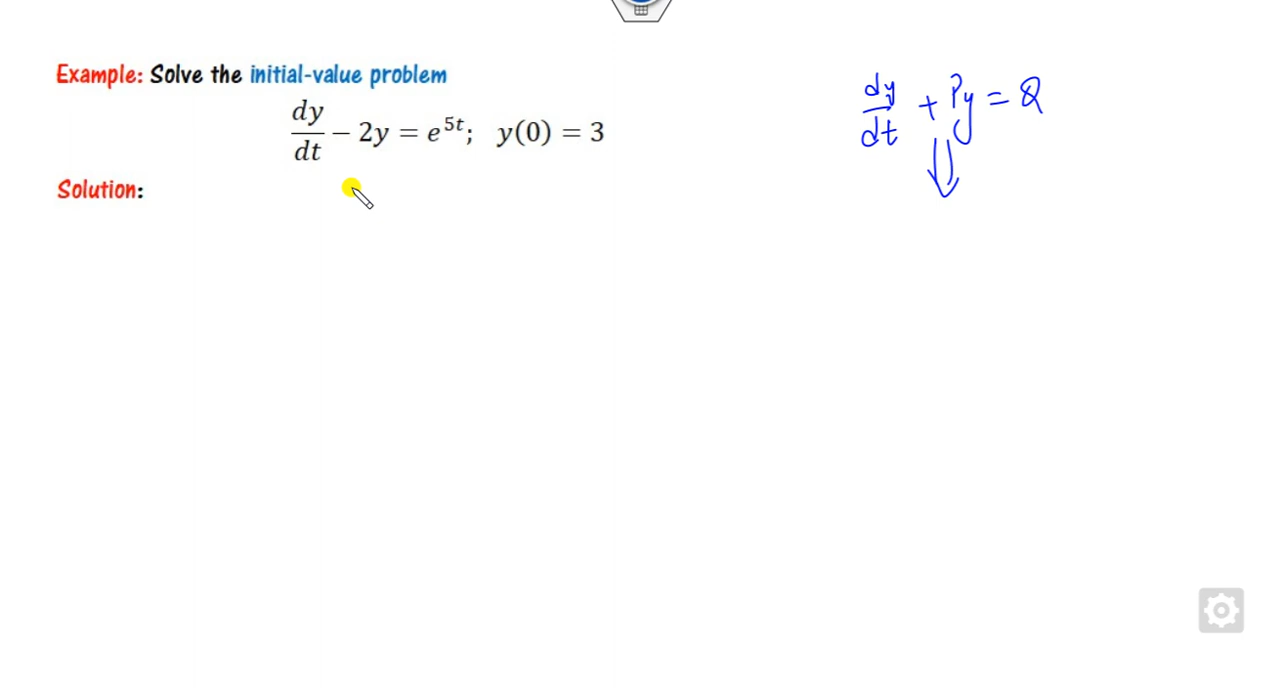 Example: Solve the initial-value problem
dy/dt − 2y = e^{5t}; y(0) = 3
Solution:
dy/dt + Py = Q